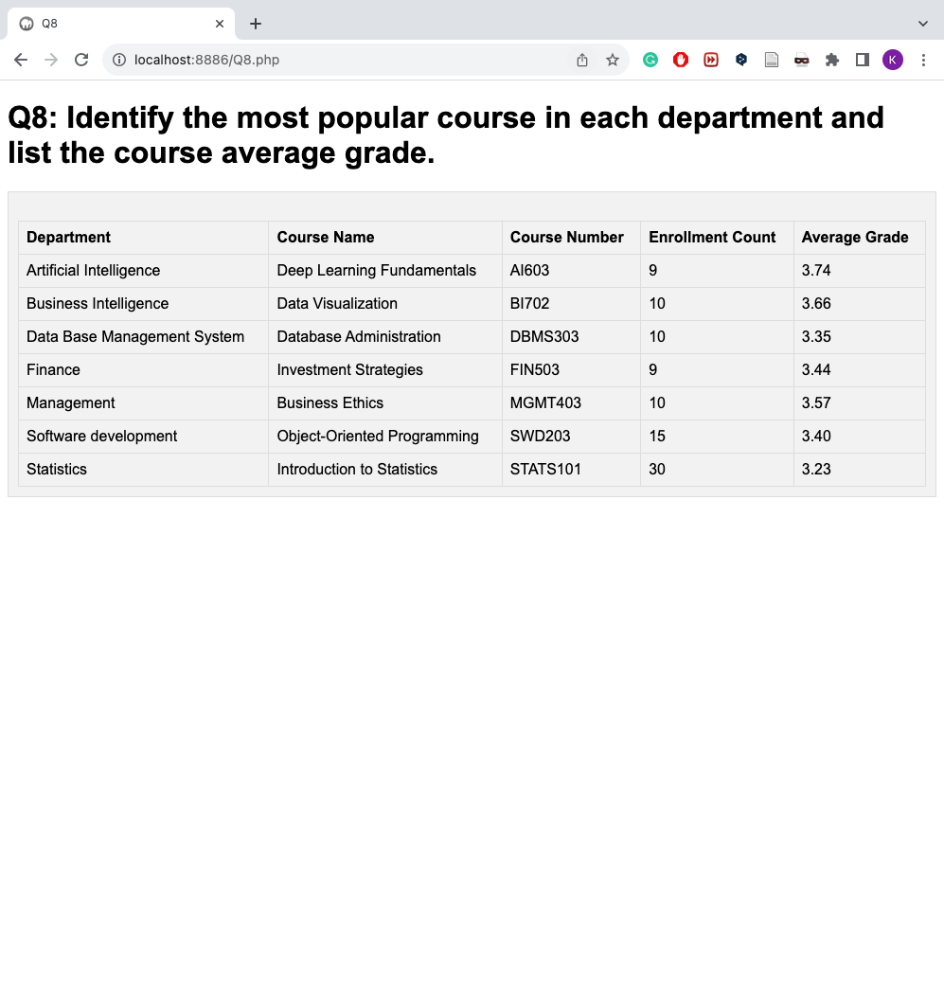 Q8
localhost:8886/Q8.php
K
Q8: Identify the most popular course in each department and
list the course average grade.
Department Course Name Course Number Enrollment Count Average Grade
Artificial Intelligence Deep Learning Fundamentals AI603 9 3.74
Business Intelligence Data Visualization BI702 10 3.66
Data Base Management System Database Administration DBMS303 10 3.35
Finance Investment Strategies FIN503 9 3.44
Management Business Ethics MGMT403 10 3.57
Software development Object-Oriented Programming SWD203 15 3.40
Statistics Introduction to Statistics STATS101 30 3.23